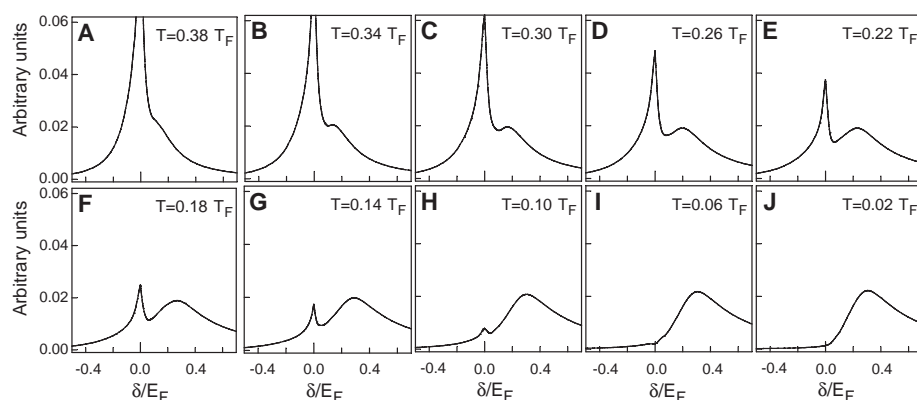 A T=0.38 T_F B T=0.34 T_F C T=0.30 T_F D T=0.26 T_F E T=0.22 T_F
0.06
0.04
0.02
0.00
Arbitrary units
F T=0.18 T_F G T=0.14 T_F H T=0.10 T_F I T=0.06 T_F J T=0.02 T_F
0.06
0.04
0.02
0.00
Arbitrary units
-0.4 0.0 0.4 -0.4 0.0 0.4 -0.4 0.0 0.4 -0.4 0.0 0.4 -0.4 0.0 0.4
δ/E_F δ/E_F δ/E_F δ/E_F δ/E_F